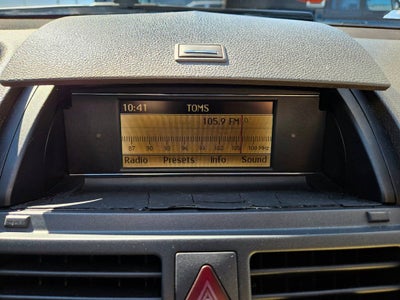 10:41 TOMS
105.9 FM
87 90 93 96 99 102 105 108 MHz
Radio Presets Info Sound